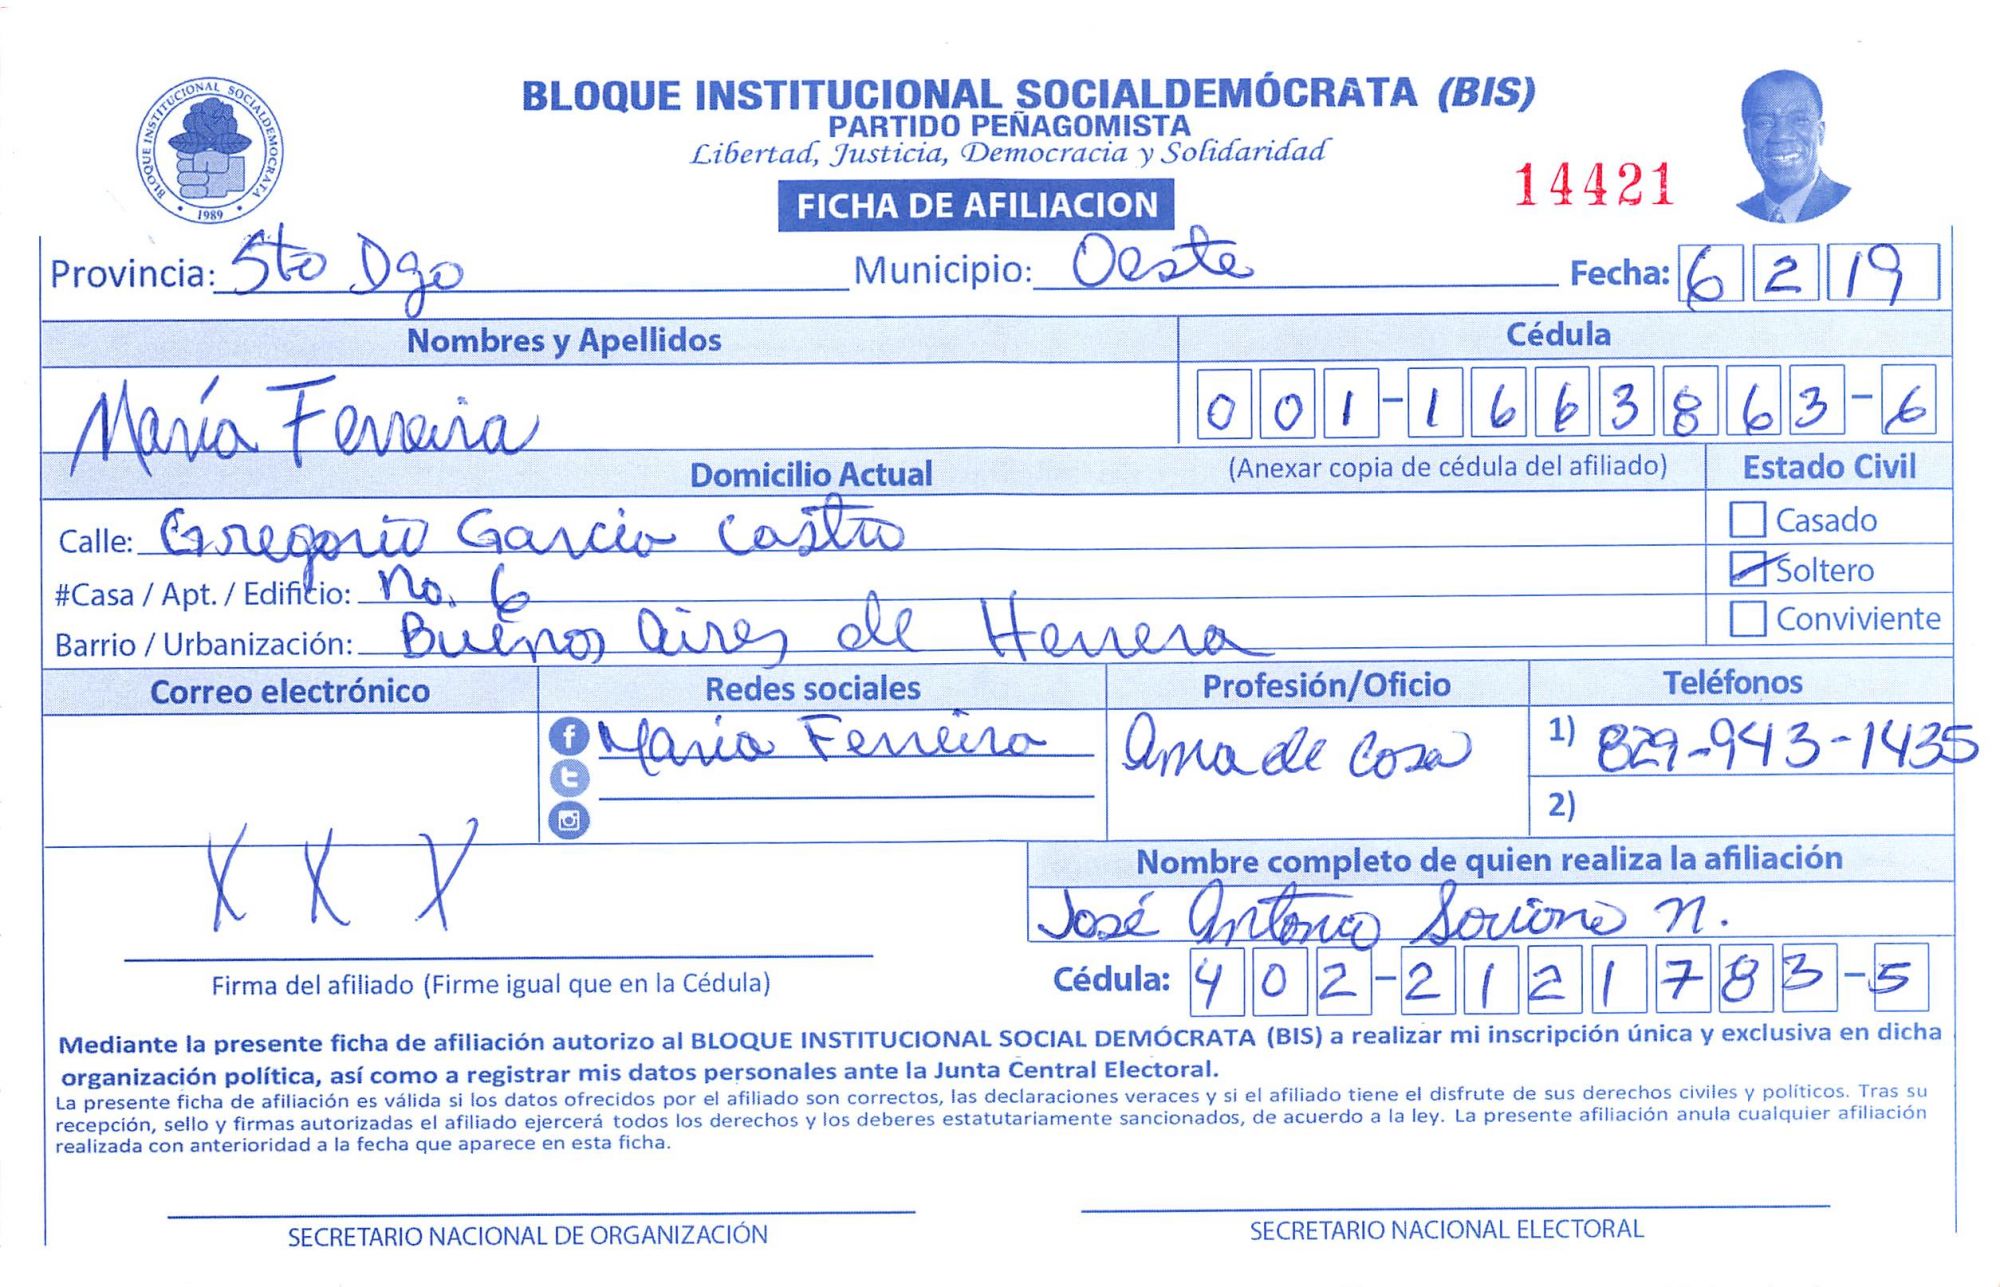 BLOQUE INSTITUCIONAL SOCIALDEMÓCRATA (BIS)
PARTIDO PEÑAGOMISTA
Libertad, Justicia, Democracia y Solidaridad
BLOQUE INSTITUCIONAL SOCIALDEMOCRATA
1989
14421
FICHA DE AFILIACION
Provincia: Sto Dgo Municipio: Oeste Fecha: 6 2 19
Nombres y Apellidos Cédula
María Ferreira 001-1663863-6
Domicilio Actual (Anexar copia de cédula del afiliado) Estado Civil
Calle: Gregorio García Castro Casado
#Casa / Apt. / Edificio: No. 6 Soltero
Barrio / Urbanización: Buenos Aires de Herrera Conviviente
Correo electrónico Redes sociales Profesión/Oficio Teléfonos
María Ferreira Ama de casa 1) 829-943-1435
2)
Nombre completo de quien realiza la afiliación
X X X José Antonio Soriano N.
Firma del afiliado (Firme igual que en la Cédula) Cédula: 402-2121783-5
Mediante la presente ficha de afiliación autorizo al BLOQUE INSTITUCIONAL SOCIAL DEMÓCRATA (BIS) a realizar mi inscripción única y exclusiva en dicha
organización política, así como a registrar mis datos personales ante la Junta Central Electoral.
La presente ficha de afiliación es válida si los datos ofrecidos por el afiliado son correctos, las declaraciones veraces y si el afiliado tiene el disfrute de sus derechos civiles y políticos. Tras su
recepción, sello y firmas autorizadas el afiliado ejercerá todos los derechos y los deberes estatutariamente sancionados, de acuerdo a la ley. La presente afiliación anula cualquier afiliación
realizada con anterioridad a la fecha que aparece en esta ficha.
SECRETARIO NACIONAL DE ORGANIZACIÓN SECRETARIO NACIONAL ELECTORAL